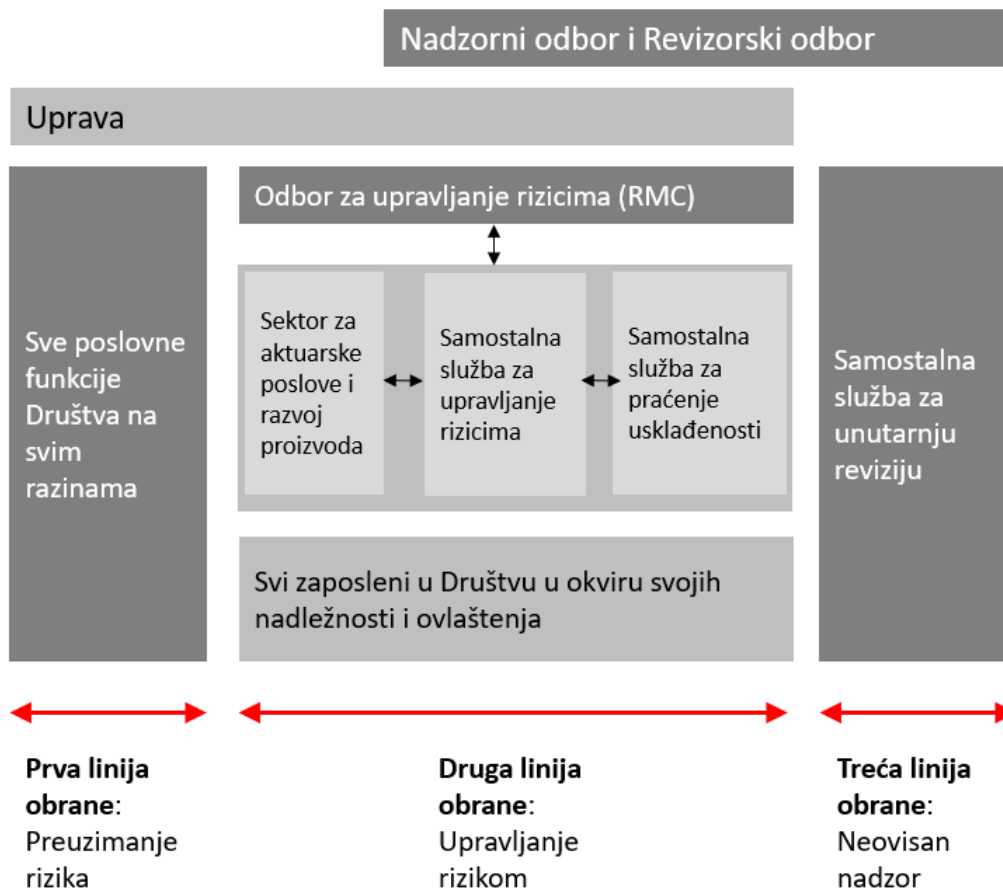 Nadzorni odbor i Revizorski odbor
Uprava
Sve poslovne
funkcije
Društva na
svim
razinama
Odbor za upravljanje rizicima (RMC)
Sektor za
aktuarske
poslove i
razvoj
proizvoda
Samostalna
služba za
upravljanje
rizicima
Samostalna
služba za
praćenje
usklađenosti
Svi zaposleni u Društvu u okviru svojih
nadležnosti i ovlaštenja
Samostalna
služba za
unutarnju
reviziju
Prva linija
obrane:
Preuzimanje
rizika
Druga linija
obrane:
Upravljanje
rizikom
Treća linija
obrane:
Neovisan
nadzor